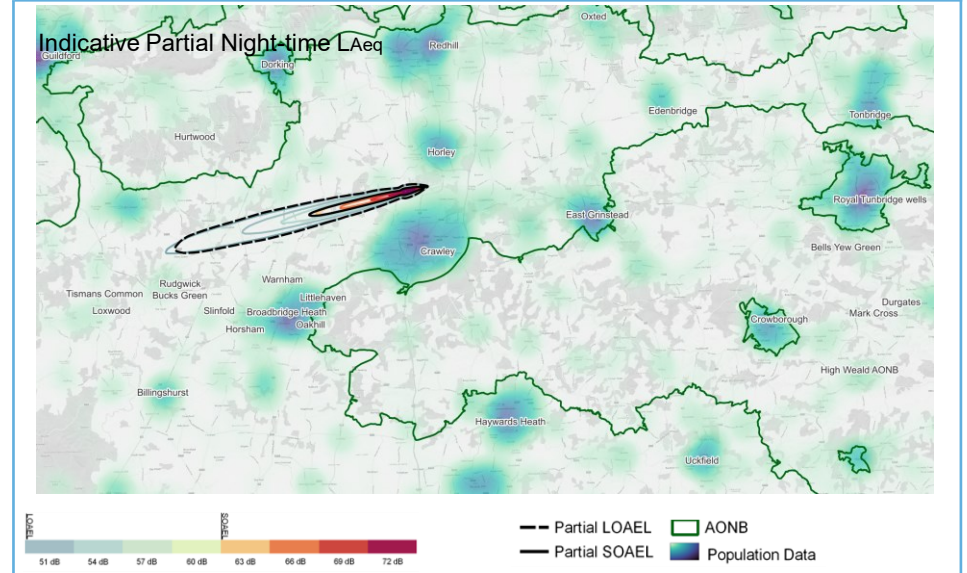 Indicative Partial Night-time LAeq
Oxted
Redhill
Guildford
Dorking
Edenbridge
Tonbridge
Hurtwood
Horley
Royal Tunbridge wells
East Grinstead
Bells Yew Green
Crawley
Warnham
Rudgwick
Tismans Common
Bucks Green
Littlehaven
Durgates
Loxwood
Slinfold
Broadbridge Heath
Mark Cross
Oakhill
Crowborough
Horsham
High Weald AONB
Billingshurst
Haywards Heath
Uckfield
LOAEL
SOAEL
51 dB 54 dB 57 dB 60 dB 63 dB 66 dB 69 dB 72 dB
Partial LOAEL
AONB
Partial SOAEL
Population Data